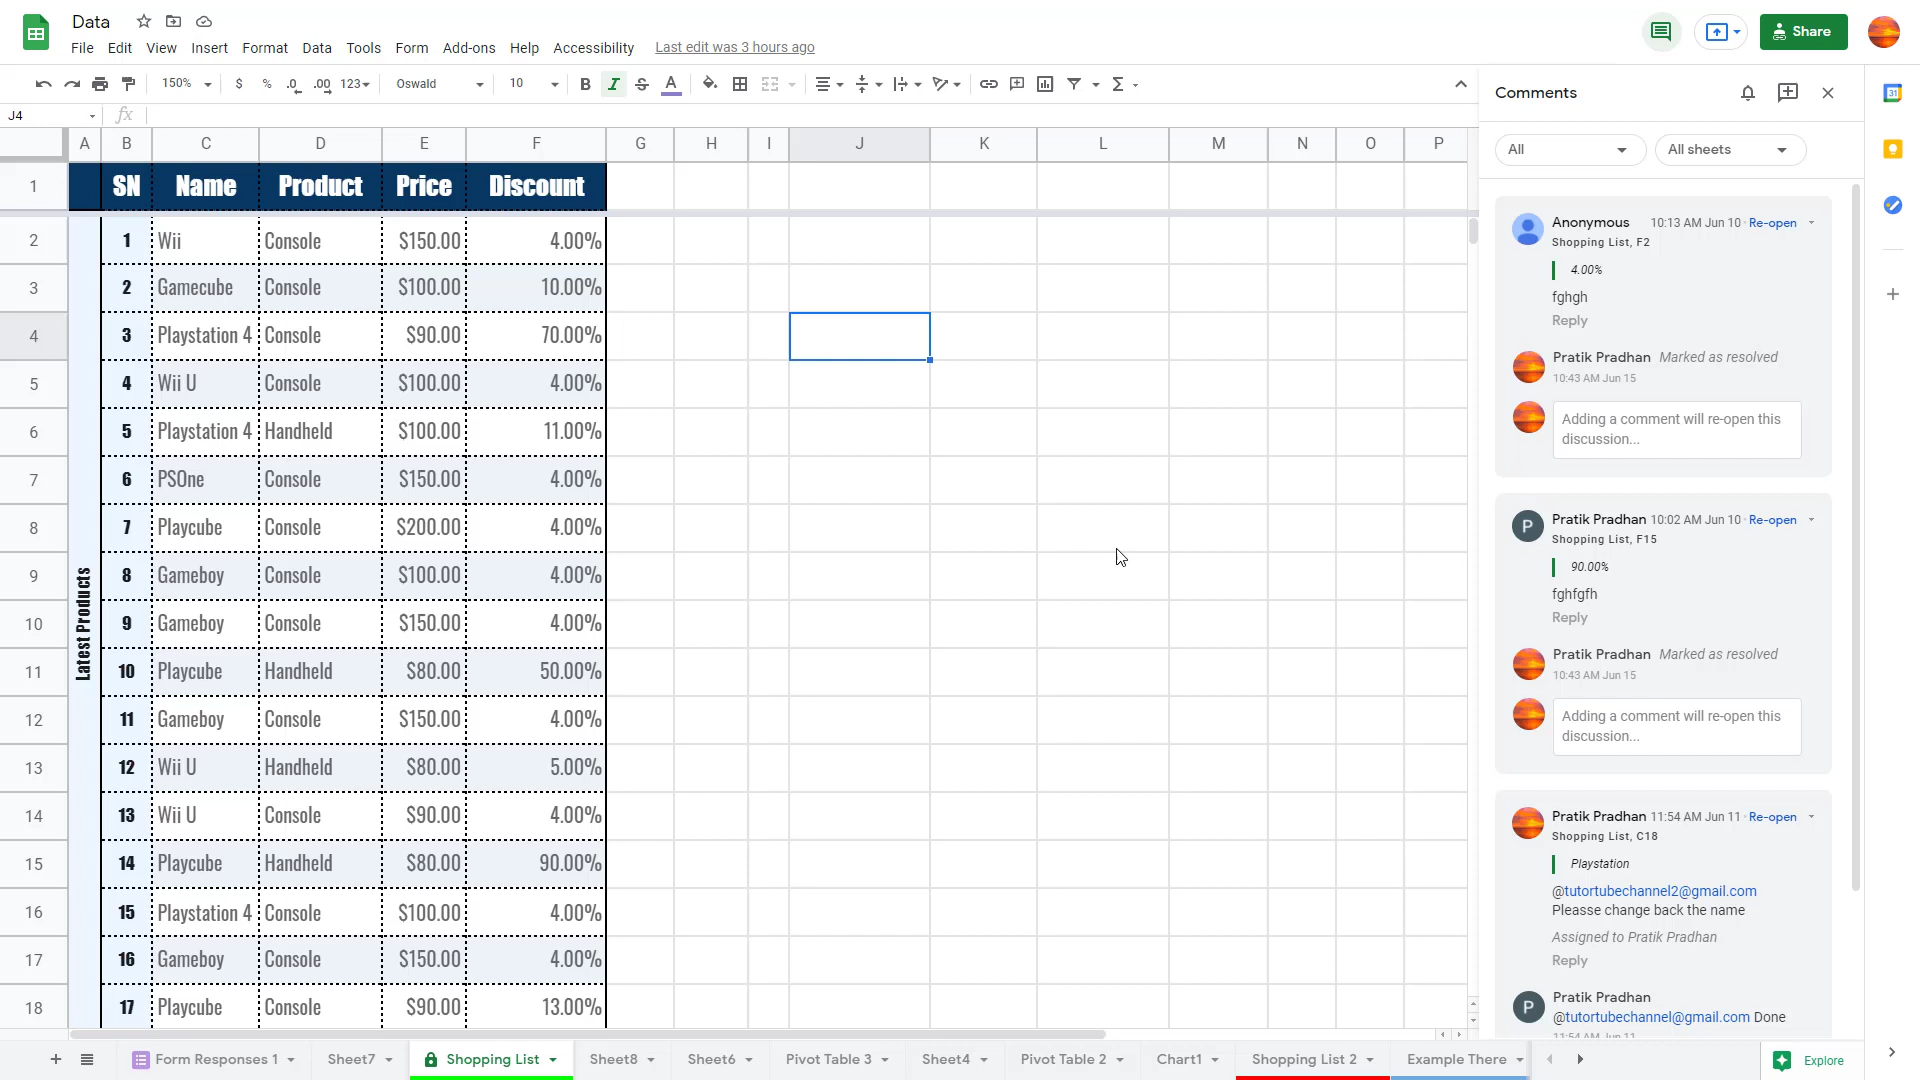 Data
File Edit View Insert Format Data Tools Form Add-ons Help Accessibility Last edit was 3 hours ago
Share
150% $ % .0 .00 123 Oswald 10 B I S A Σ
J4 fx
A B C D E F G H I J K L M N O P
1 SN Name Product Price Discount
2 1 Wii Console $150.00 4.00%
3 2 Gamecube Console $100.00 10.00%
4 3 Playstation 4 Console $90.00 70.00%
5 4 Wii U Console $100.00 4.00%
6 5 Playstation 4 Handheld $100.00 11.00%
7 6 PSOne Console $150.00 4.00%
8 7 Playcube Console $200.00 4.00%
9 8 Gameboy Console $100.00 4.00%
10 9 Gameboy Console $150.00 4.00%
11 10 Playcube Handheld $80.00 50.00%
12 11 Gameboy Console $150.00 4.00%
13 12 Wii U Handheld $80.00 5.00%
14 13 Wii U Console $90.00 4.00%
15 14 Playcube Handheld $80.00 90.00%
16 15 Playstation 4 Console $100.00 4.00%
17 16 Gameboy Console $150.00 4.00%
18 17 Playcube Console $90.00 13.00%
Latest Products
Comments
All All sheets
Anonymous 10:13 AM Jun 10 · Re-open
Shopping List, F2
4.00%
fghgh
Reply
Pratik Pradhan Marked as resolved
10:43 AM Jun 15
Adding a comment will re-open this
discussion...
P Pratik Pradhan 10:02 AM Jun 10 · Re-open
Shopping List, F15
90.00%
fghfgfh
Reply
Pratik Pradhan Marked as resolved
10:43 AM Jun 15
Adding a comment will re-open this
discussion...
Pratik Pradhan 11:54 AM Jun 11 · Re-open
Shopping List, C18
Playstation
@tutortubechannel2@gmail.com
Pleasse change back the name
Assigned to Pratik Pradhan
Reply
P Pratik Pradhan
@tutortubechannel2@gmail.com Done
11:54 AM Jun 11
31
Form Responses 1 Sheet7 Shopping List Sheet8 Sheet6 Pivot Table 3 Sheet4 Pivot Table 2 Chart1 Shopping List 2 Example There
Explore